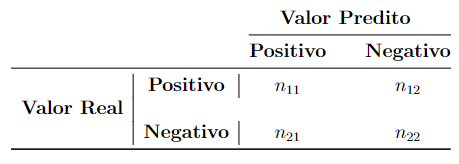 Valor Predito
Positivo Negativo
Positivo n11 n12
Valor Real
Negativo n21 n22